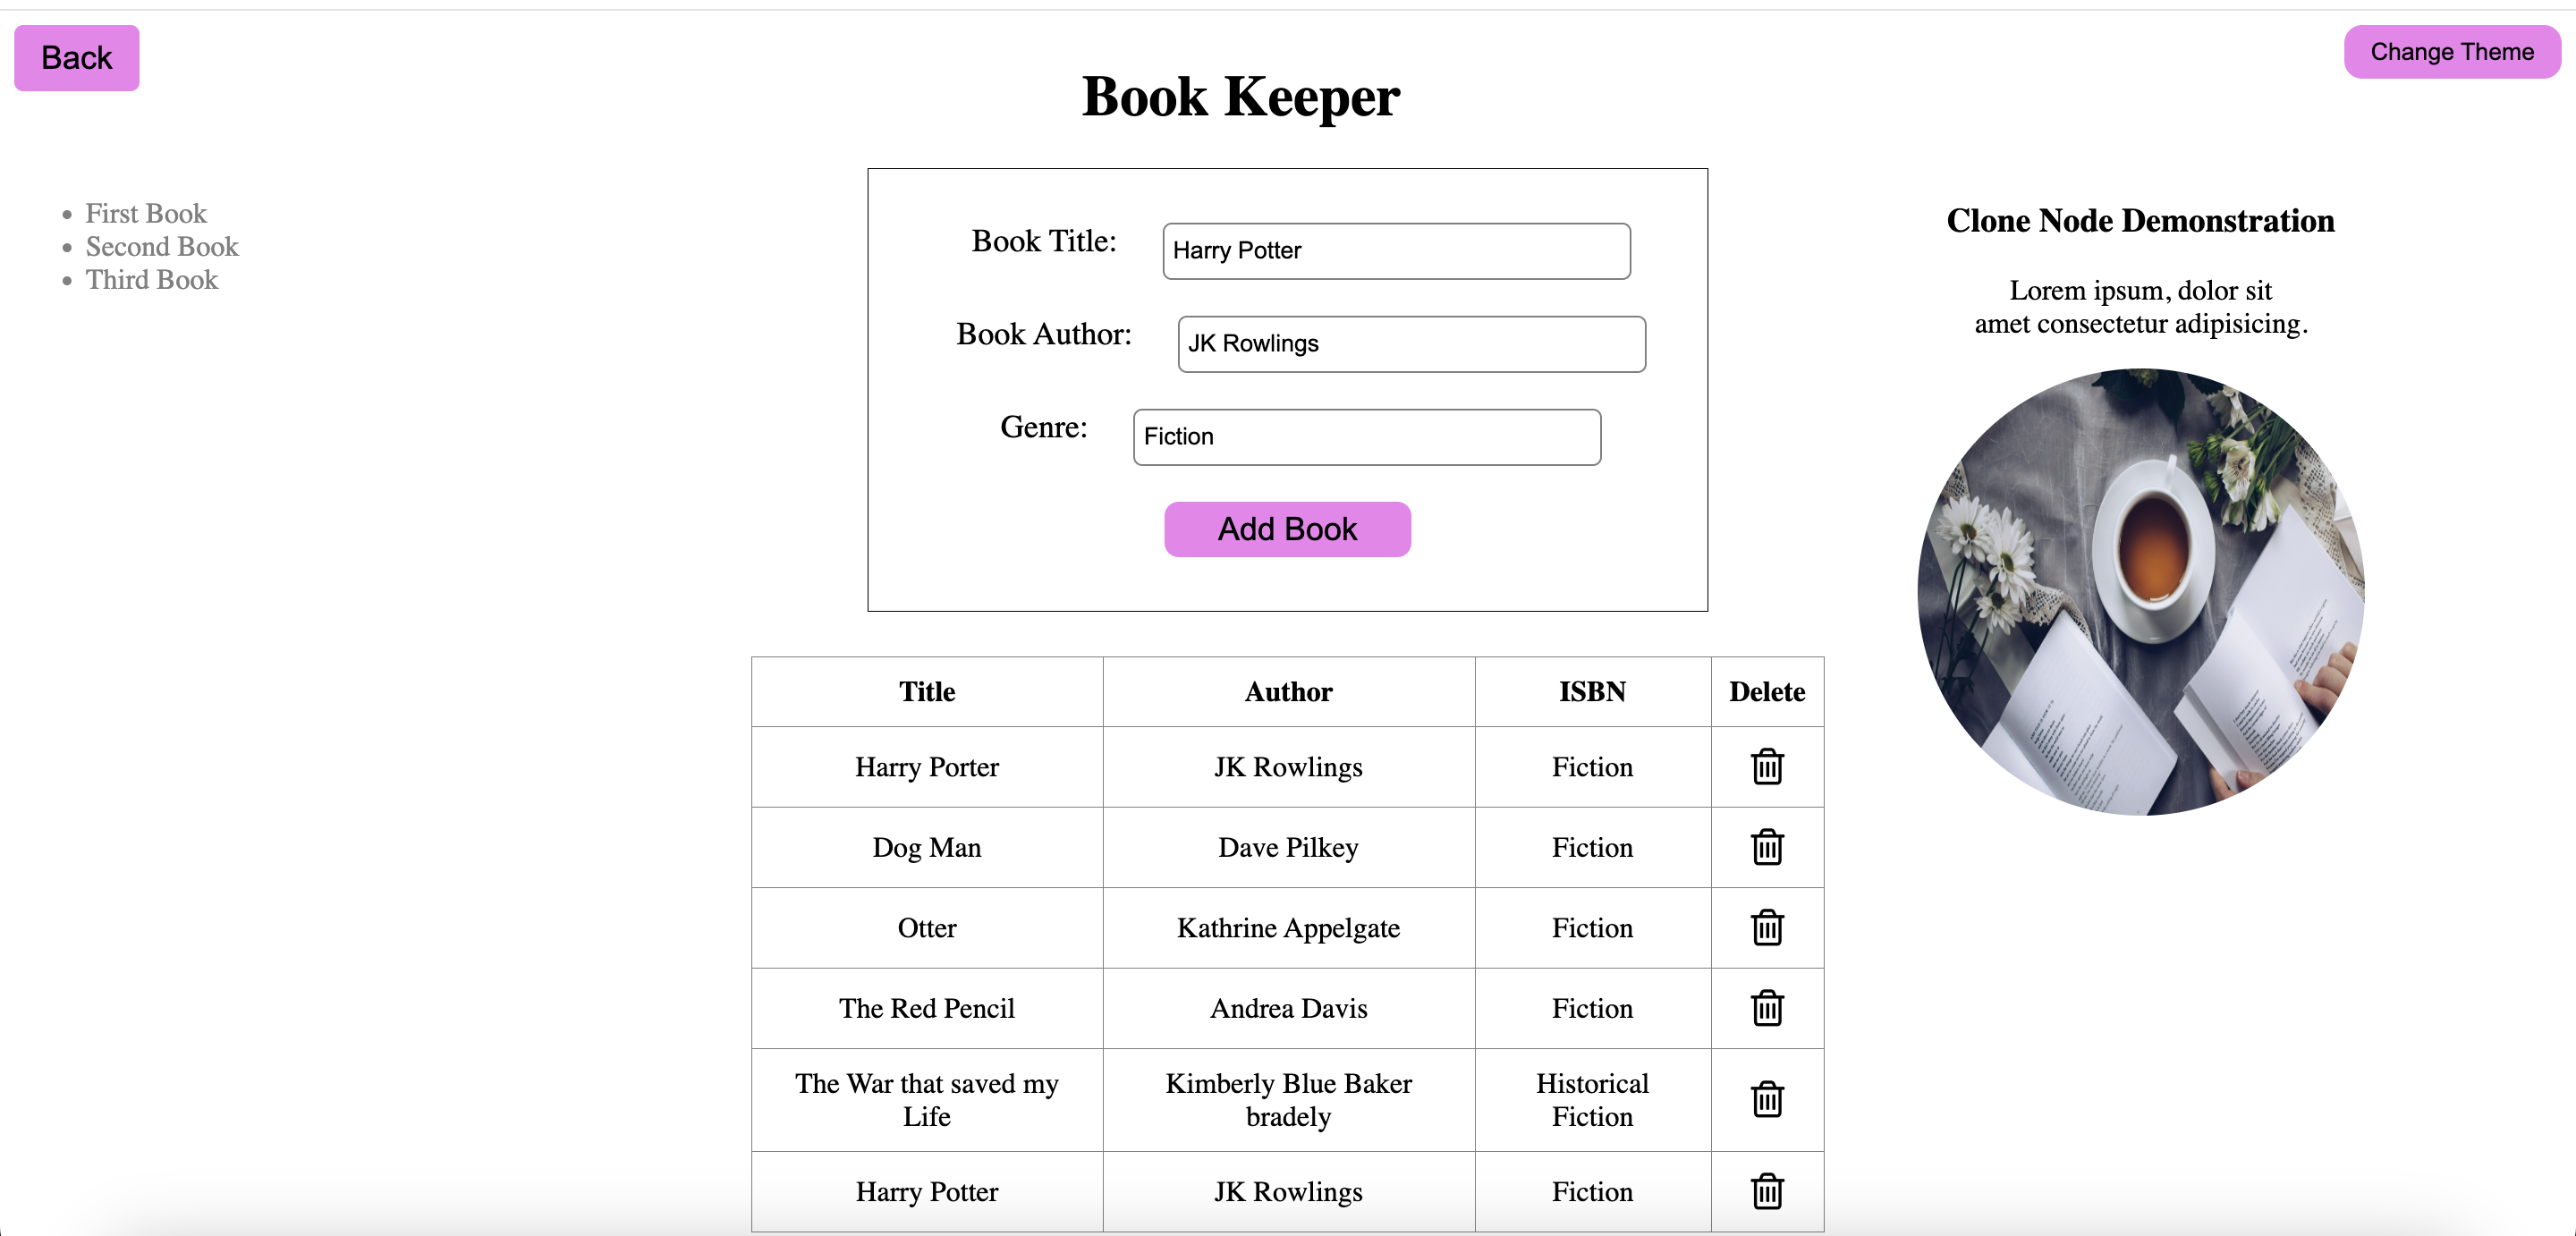 Back
Change Theme
Book Keeper
First Book
Second Book
Third Book
Book Title:
Harry Potter
Book Author:
JK Rowlings
Genre:
Fiction
Add Book
Clone Node Demonstration
Lorem ipsum, dolor sit
amet consectetur adipisicing.
Title Author ISBN Delete
Harry Porter JK Rowlings Fiction
Dog Man Dave Pilkey Fiction
Otter Kathrine Appelgate Fiction
The Red Pencil Andrea Davis Fiction
The War that saved my
Life
Kimberly Blue Baker
bradely
Historical
Fiction
Harry Potter JK Rowlings Fiction